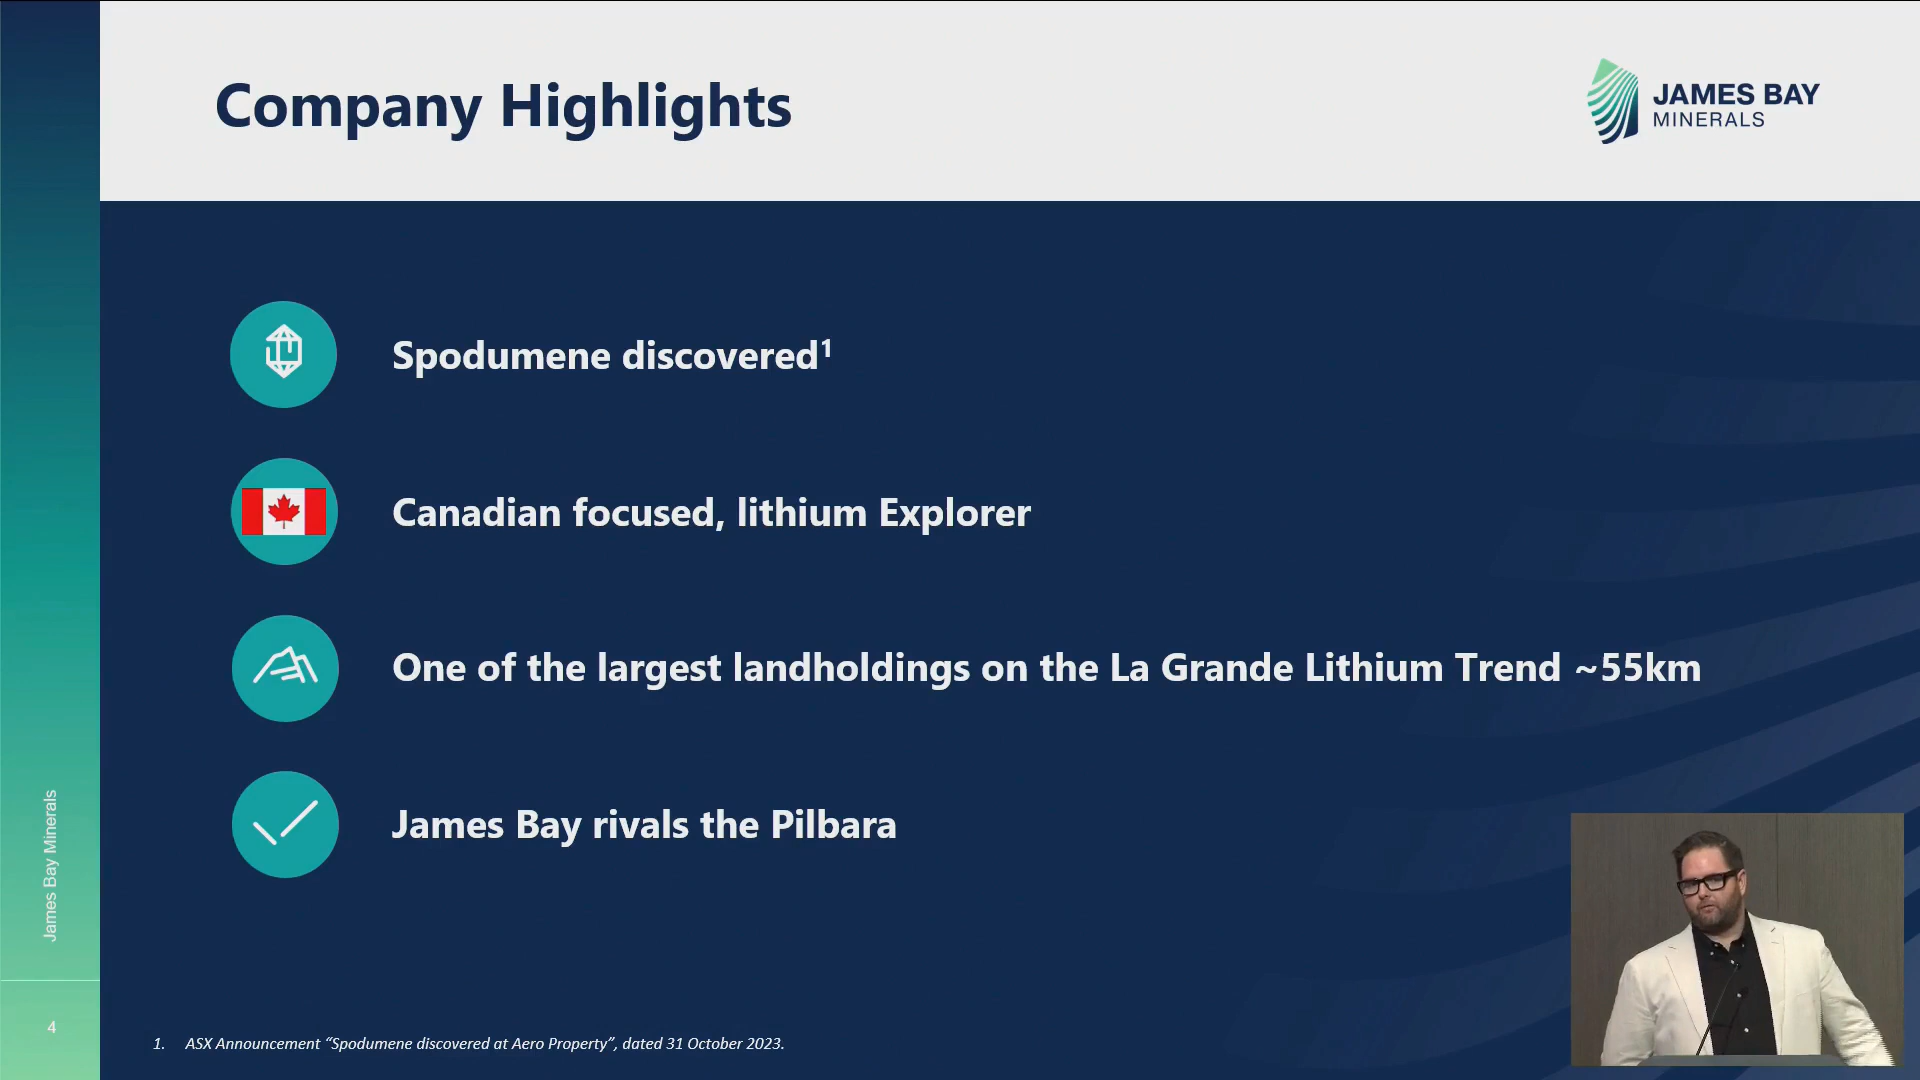 Company Highlights
JAMES BAY
MINERALS
Spodumene discovered¹
Canadian focused, lithium Explorer
One of the largest landholdings on the La Grande Lithium Trend ~55km
James Bay rivals the Pilbara
James Bay Minerals
4
1. ASX Announcement “Spodumene discovered at Aero Property”, dated 31 October 2023.